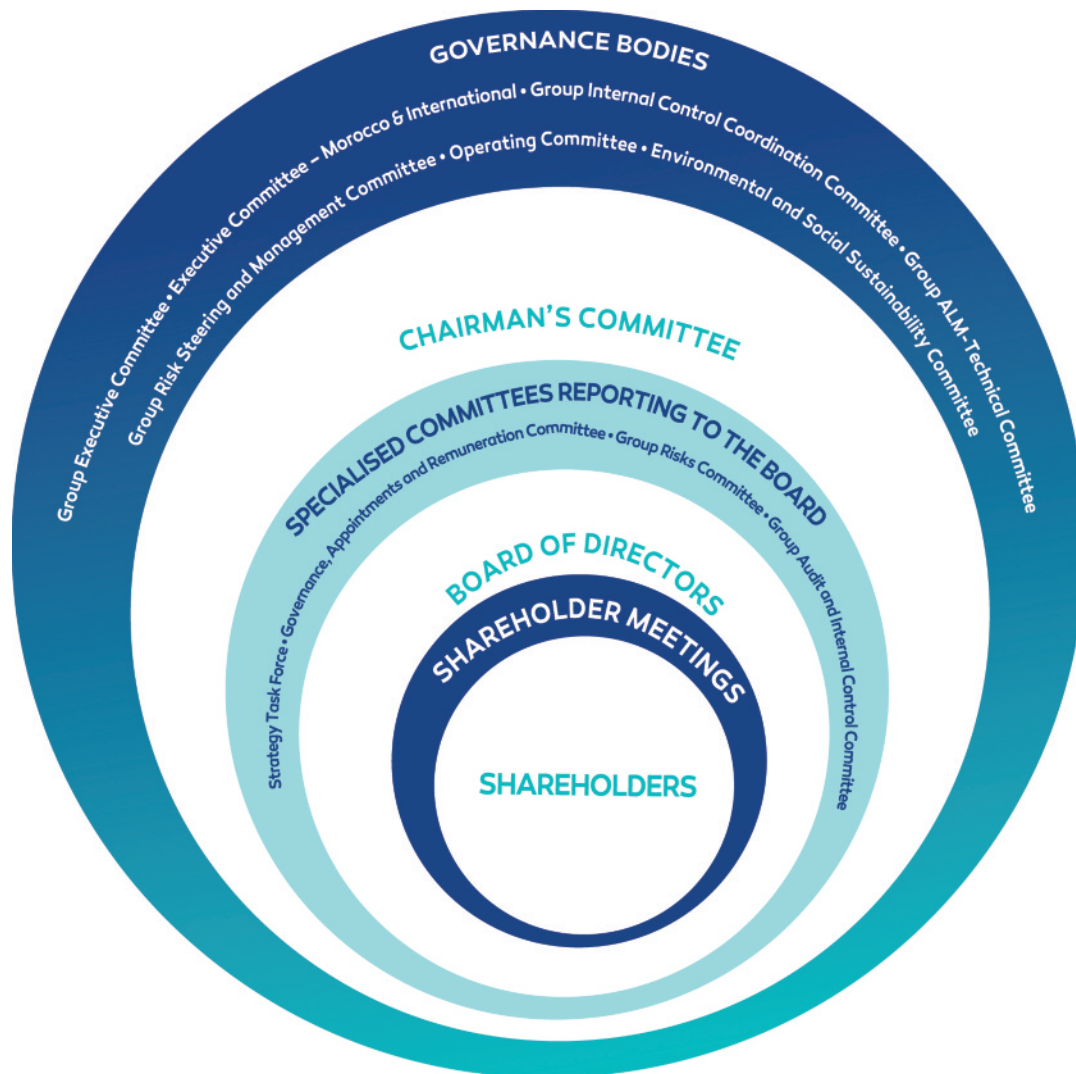 GOVERNANCE BODIES
Group Executive Committee • Executive Committee – Morocco & International • Group Internal Control Coordination Committee • Group ALM-Technical Committee
Group Risk Steering and Management Committee • Operating Committee • Environmental and Social Sustainability Committee
CHAIRMAN’S COMMITTEE
SPECIALISED COMMITTEES REPORTING TO THE BOARD
Strategy Task Force • Governance, Appointments and Remuneration Committee • Group Risks Committee • Group Audit and Internal Control Committee
BOARD OF DIRECTORS
SHAREHOLDER MEETINGS
SHAREHOLDERS